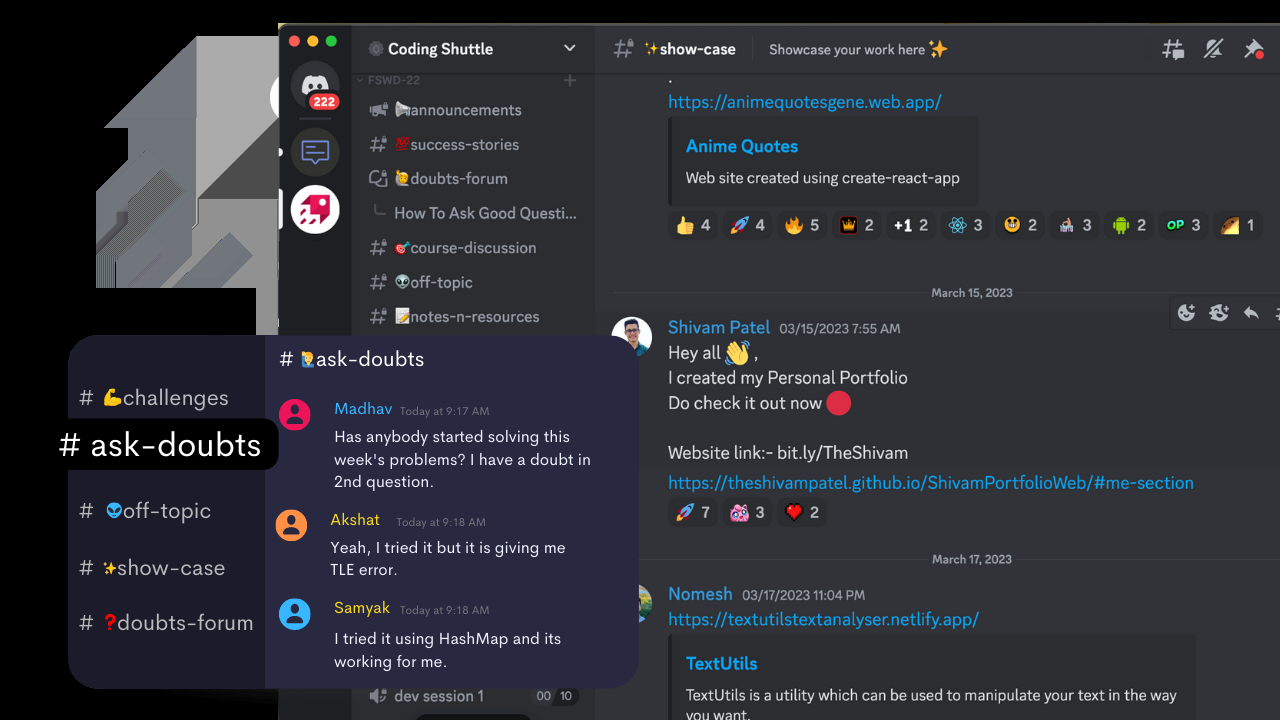 222
Coding Shuttle
FSWD-22
announcements
💯success-stories
🙋doubts-forum
How To Ask Good Questi...
🎯course-discussion
👽off-topic
📝notes-n-resources
dev session 1
00 10
✨show-case
Showcase your work here ✨
.
https://animequotesgene.web.app/
Anime Quotes
Web site created using create-react-app
👍 4 🚀 4 🔥 5 👑 2 +1 2 3 2 3 2 OP 3 1
March 15, 2023
Shivam Patel 03/15/2023 7:55 AM
Hey all 👋 ,
I created my Personal Portfolio
Do check it out now 🔴
Website link:- bit.ly/TheShivam
https://theshivampatel.github.io/ShivamPortfolioWeb/#me-section
🚀 7 3 ❤️ 2
March 17, 2023
Nomesh 03/17/2023 11:04 PM
https://textutilstextanalyser.netlify.app/
TextUtils
TextUtils is a utility which can be used to manipulate your text in the way
you want.
# 💪challenges
# ask-doubts
# 👽off-topic
# ✨show-case
# ❓doubts-forum
# 🙋‍♂️ask-doubts
Madhav Today at 9:17 AM
Has anybody started solving this
week's problems? I have a doubt in
2nd question.
Akshat Today at 9:18 AM
Yeah, I tried it but it is giving me
TLE error.
Samyak Today at 9:18 AM
I tried it using HashMap and its
working for me.